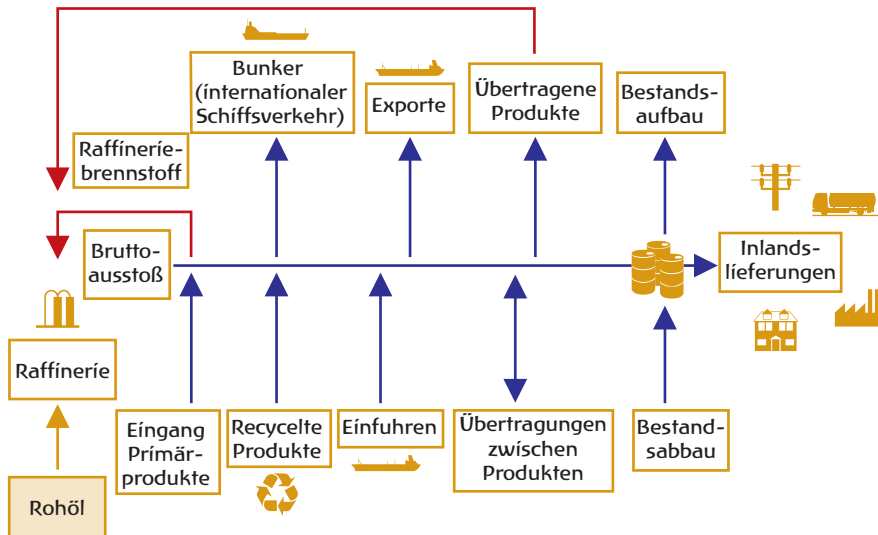 Bunker
(internationaler
Schiffsverkehr)
Exporte
Übertragene
Produkte
Bestands-
aufbau
Raffinerie-
brennstoff
Brutto-
ausstoß
Inlands-
lieferungen
Raffinerie
Eingang
Primär-
produkte
Recycelte
Produkte
Einfuhren
Übertragungen
zwischen
Produkten
Bestand-
sabbau
Rohöl